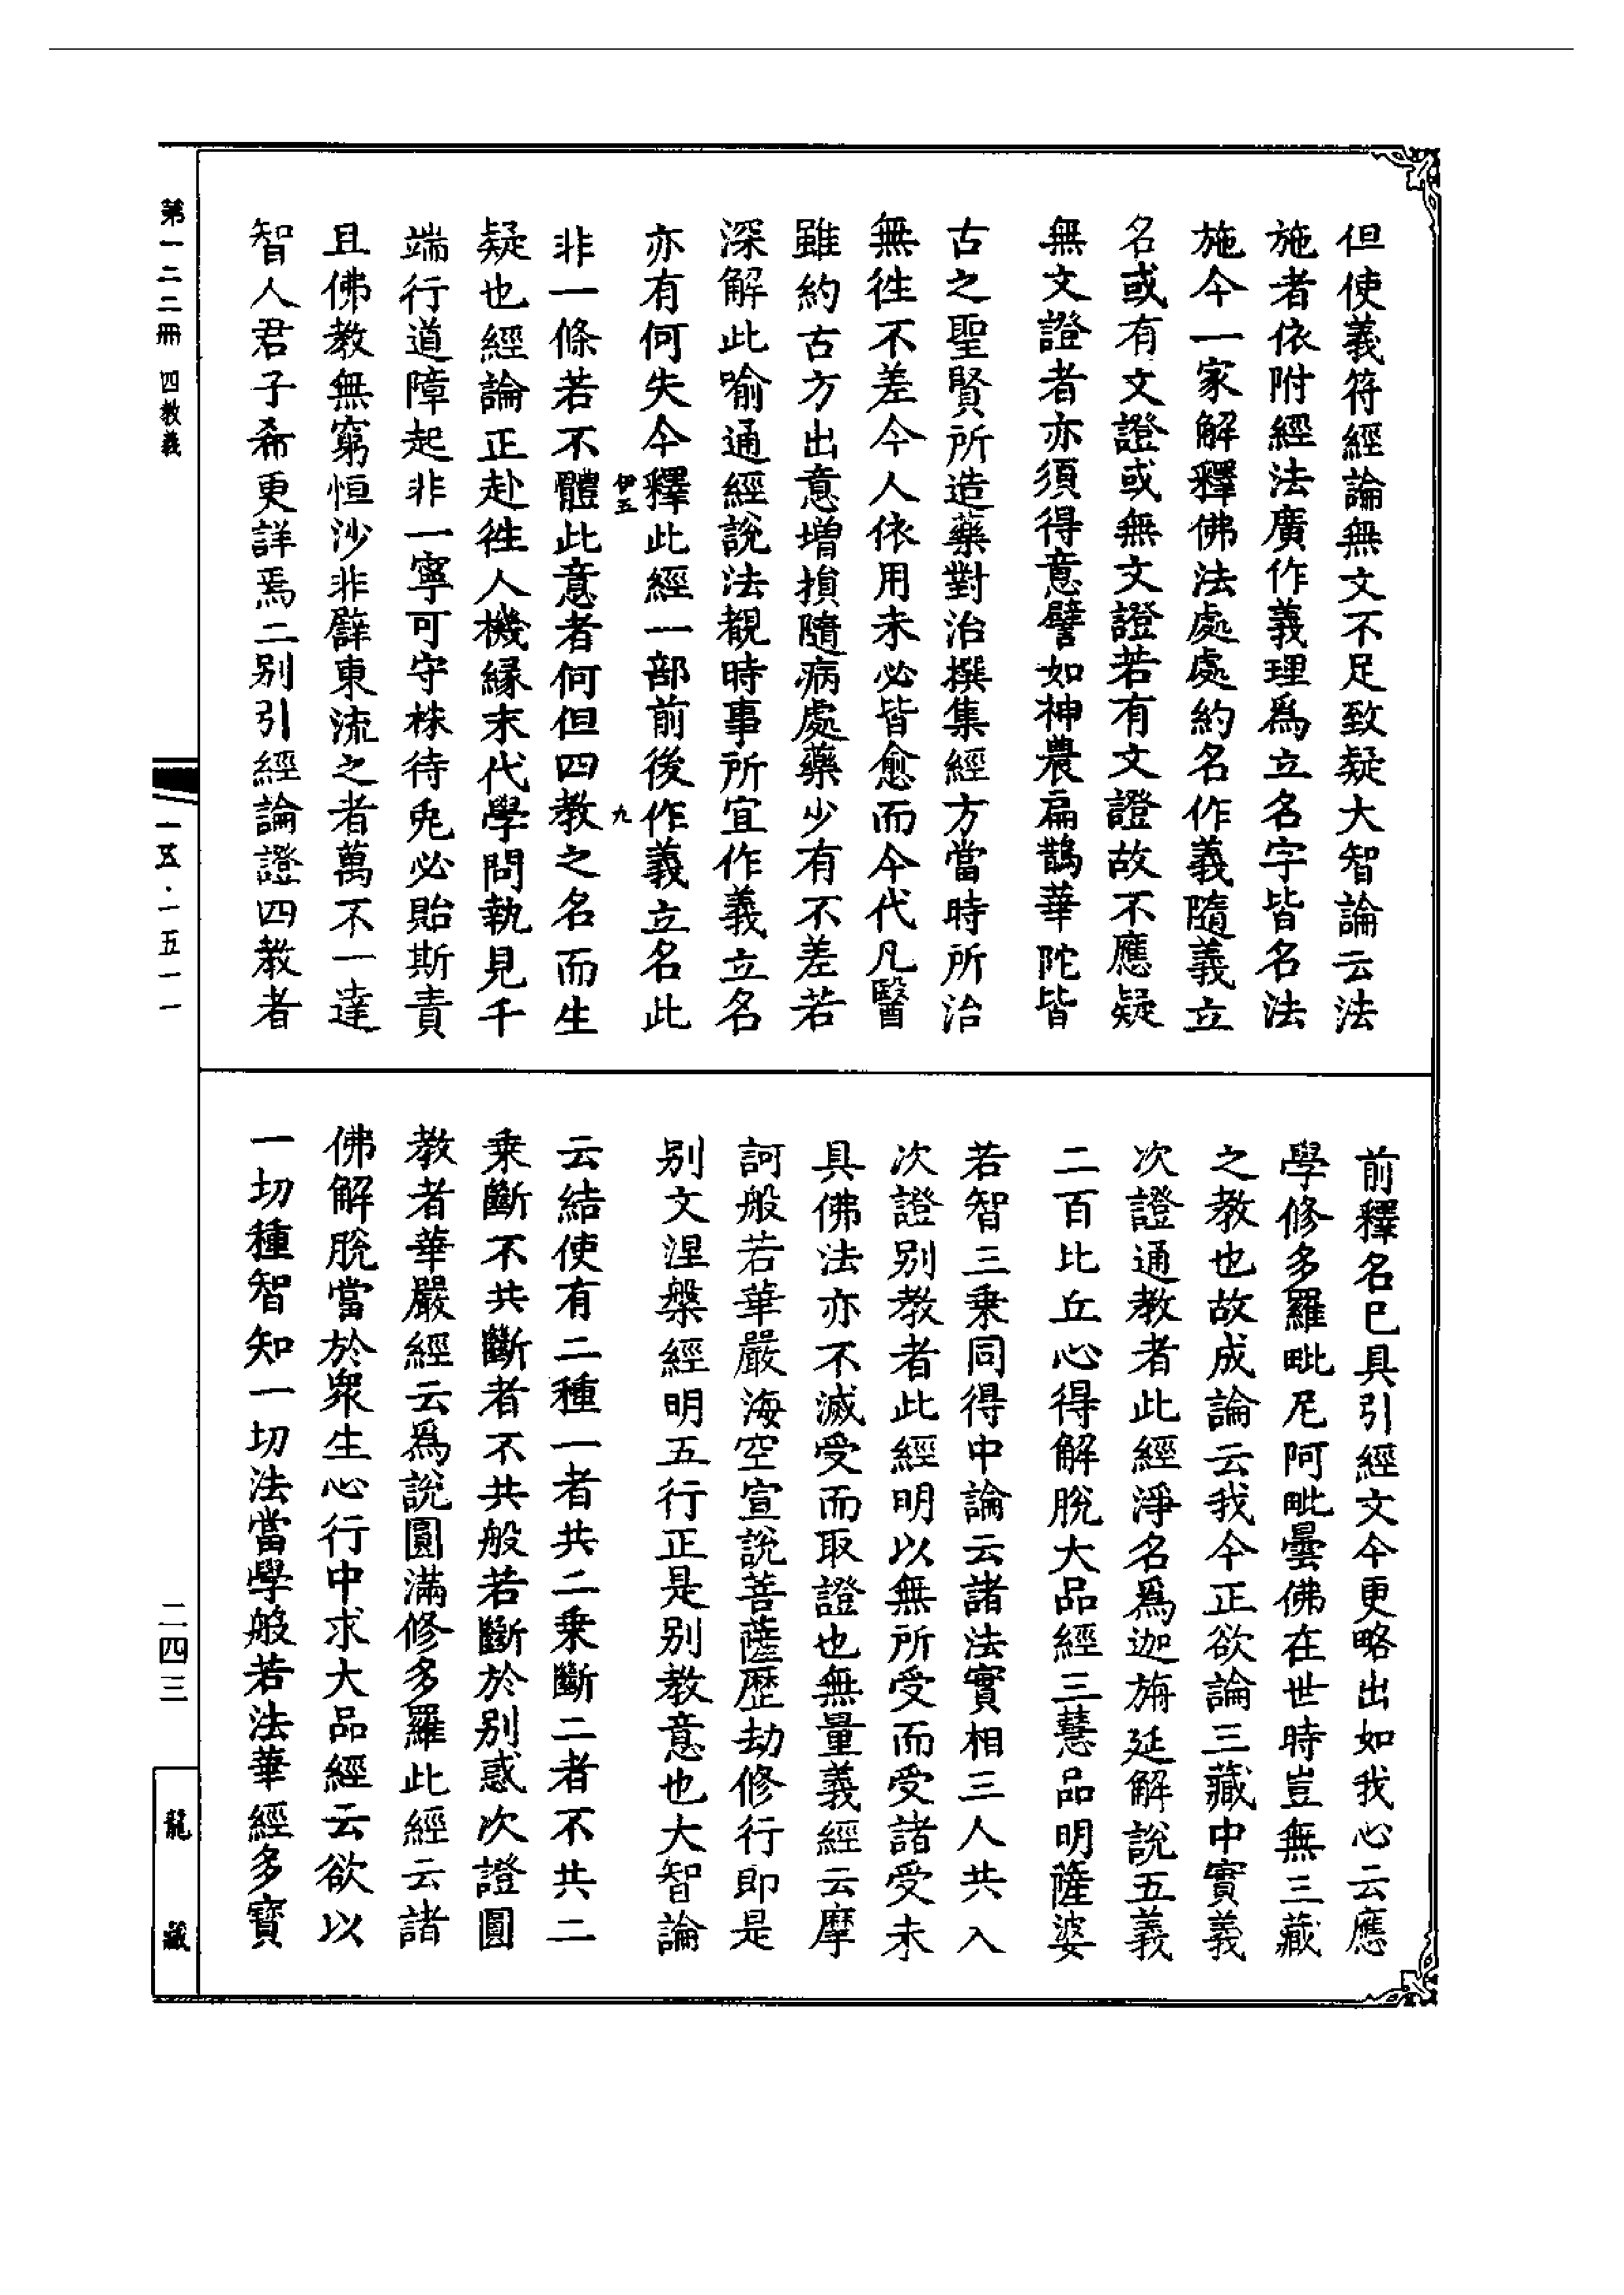 但使義符經論無文不足致疑大智論云法
施者依附經法廣作義理爲立名字皆名法
施今一家解釋佛法處處約名作義隨義立
名或有文證或無文證若有文證故不應疑
無文證者亦須得意譬如神農扁鵲華陀皆
古之聖賢所造藥對治撰集經方當時所治
無徃不差今人依用未必皆愈而今代凡醫
雖約古方出意增損隨病處藥少有不差若
深解此喻通經說法觀時事所宜作義立名
亦有何失今釋此經一部前後作義立名此
伊五
九
非一條若不體此意者何但四教之名而生
疑也經論正赴徃人機緣末代學問執見千
端行道障起非一寧可守株待兎必貽斯責
且佛教無窮恒沙非辟東流之者萬不一達
智人君子希更詳焉二別引經論證四教者
前釋名已具引經文今更略出如我心云應
學修多羅毗尼阿毗曇佛在世時豈無三藏
之教也故成論云我今正欲論三藏中實義
次證通教者此經淨名爲迦旃延解說五義
二百比丘心得解脫大品經三慧品明薩婆
若智三乗同得中論云諸法實相三人共入
次證別教者此經明以無所受而受諸受未
具佛法亦不滅受而取證也無量義經云摩
訶般若華嚴海空宣說菩薩歷劫修行即是
別文涅槃經明五行正是別教意也大智論
云結使有二種一者共二乗斷二者不共二
乗斷不共斷者不共般若斷於別惑次證圓
教者華嚴經云爲說圓滿修多羅此經云諸
佛解脫當於衆生心行中求大品經云欲以
一切種智知一切法當學般若法華經多寶
第一二二冊 四教義
一五·一五一一
二四三
龍藏